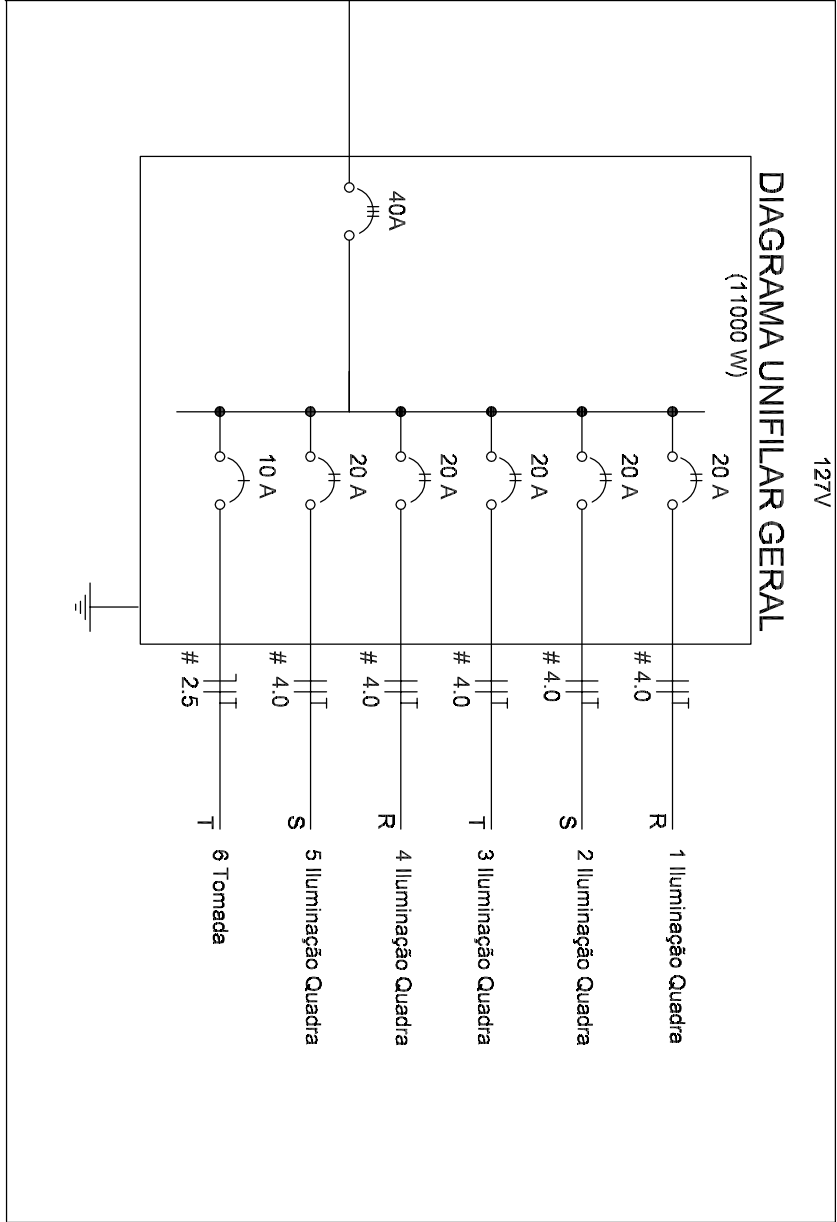 127V
DIAGRAMA UNIFILAR GERAL
(11000 W)
40A
20 A
# 4.0
R
1 Iluminação Quadra
20 A
# 4.0
S
2 Iluminação Quadra
20 A
# 4.0
T
3 Iluminação Quadra
20 A
# 4.0
R
4 Iluminação Quadra
20 A
# 4.0
S
5 Iluminação Quadra
10 A
# 2.5
T
6 Tomada